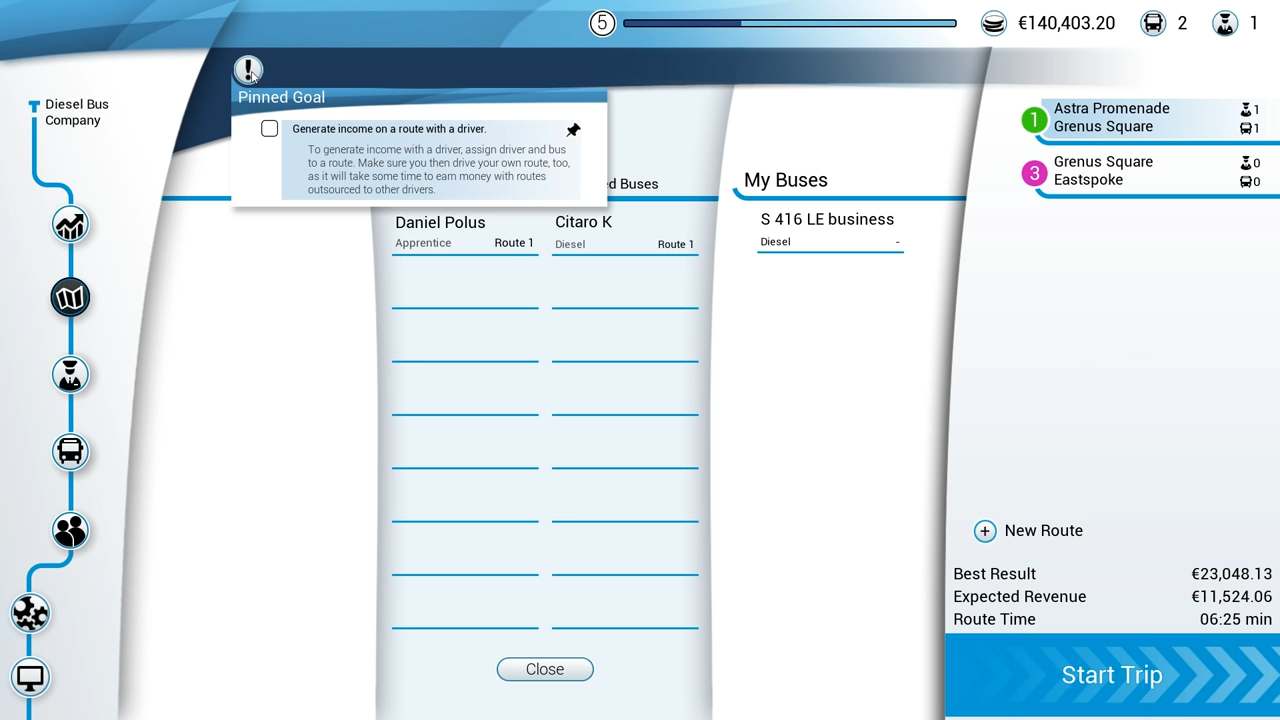 5
€140,403.20
2
1
Diesel Bus
Company
Pinned Goal
Generate income on a route with a driver.
To generate income with a driver, assign driver and bus
to a route. Make sure you then drive your own route, too,
as it will take some time to earn money with routes
outsourced to other drivers.
Buses
Daniel Polus
Apprentice Route 1
Citaro K
Diesel Route 1
My Buses
S 416 LE business
Diesel -
1
Astra Promenade 1
Grenus Square 1
3
Grenus Square 0
Eastspoke 0
+ New Route
Best Result €23,048.13
Expected Revenue €11,524.06
Route Time 06:25 min
Close
Start Trip